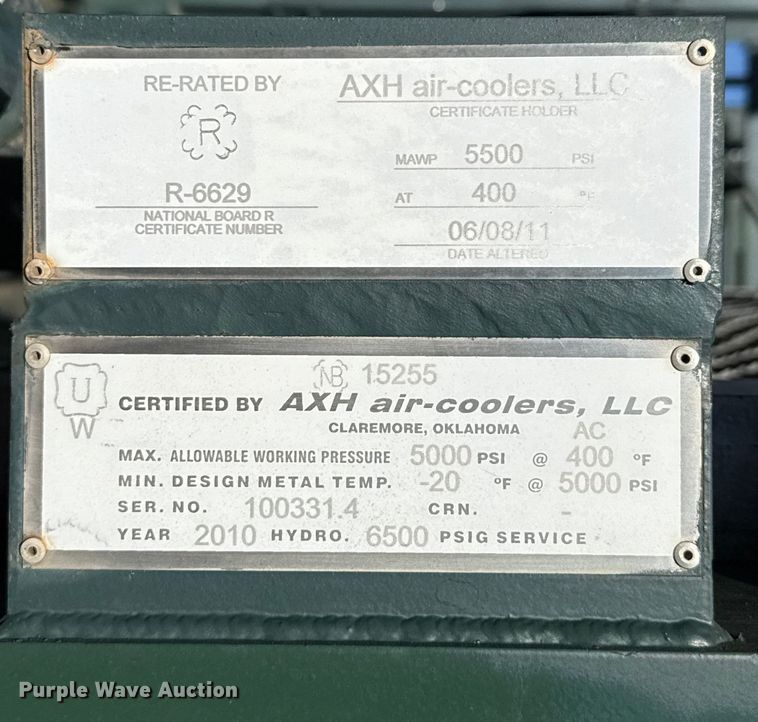 RE-RATED BY
R
R-6629
NATIONAL BOARD R
CERTIFICATE NUMBER
AXH air-coolers, LLC
CERTIFICATE HOLDER
MAWP 5500 PSI
AT 400 °F
06/08/11
DATE ALTERED
U
W
NB 15255
CERTIFIED BY AXH air-coolers, LLC
CLAREMORE, OKLAHOMA AC
MAX. ALLOWABLE WORKING PRESSURE 5000 PSI @ 400 °F
MIN. DESIGN METAL TEMP. -20 °F @ 5000 PSI
SER. NO. 100331.4 CRN. -
YEAR 2010 HYDRO. 6500 PSIG SERVICE
Purple Wave Auction